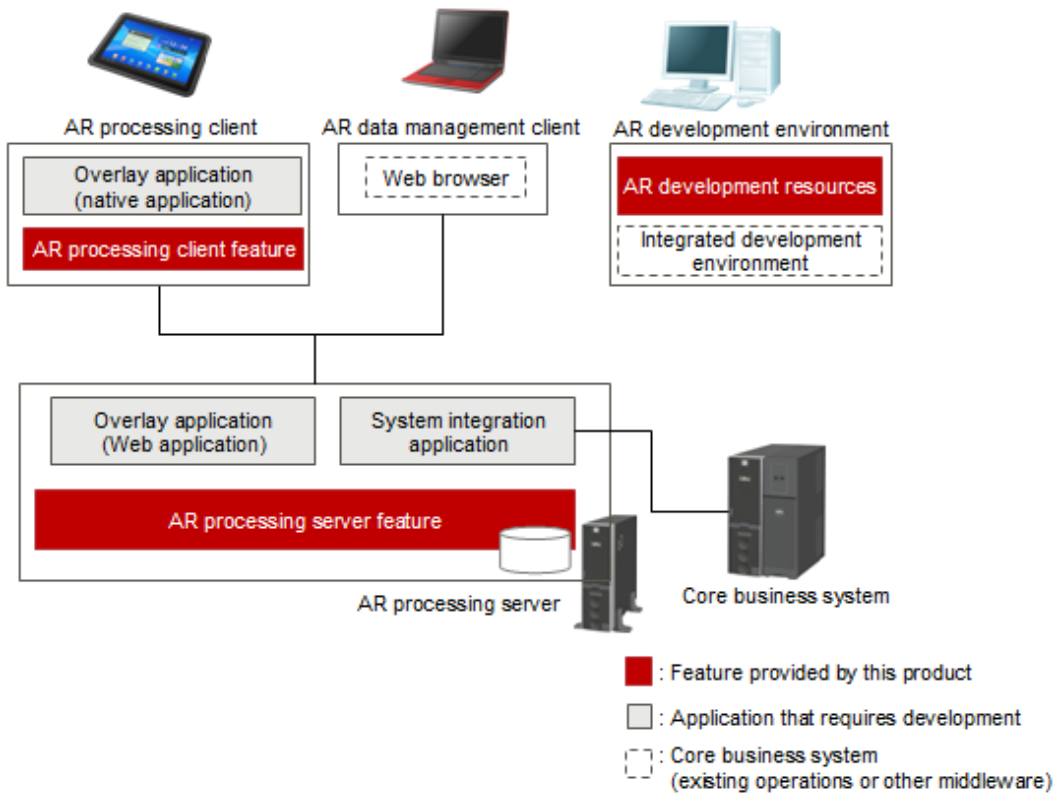 AR processing client
AR data management client
AR development environment
Overlay application
(native application)
AR processing client feature
Web browser
AR development resources
Integrated development
environment
Overlay application
(Web application)
System integration
application
AR processing server feature
AR processing server
Core business system
: Feature provided by this product
: Application that requires development
: Core business system
(existing operations or other middleware)